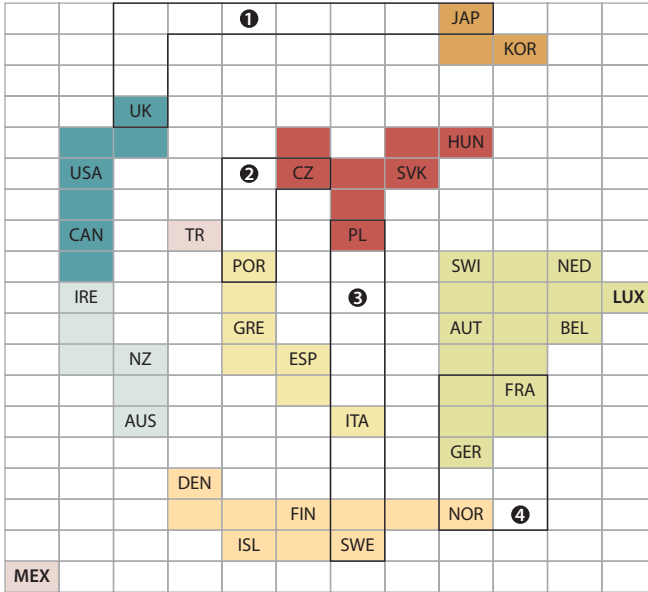 ❶ JAP
KOR
UK
HUN
USA ❷ CZ SVK
CAN TR PL
POR SWI NED
IRE ❸ LUX
GRE AUT BEL
NZ ESP
FRA
AUS ITA
GER
DEN
FIN NOR ❹
ISL SWE
MEX